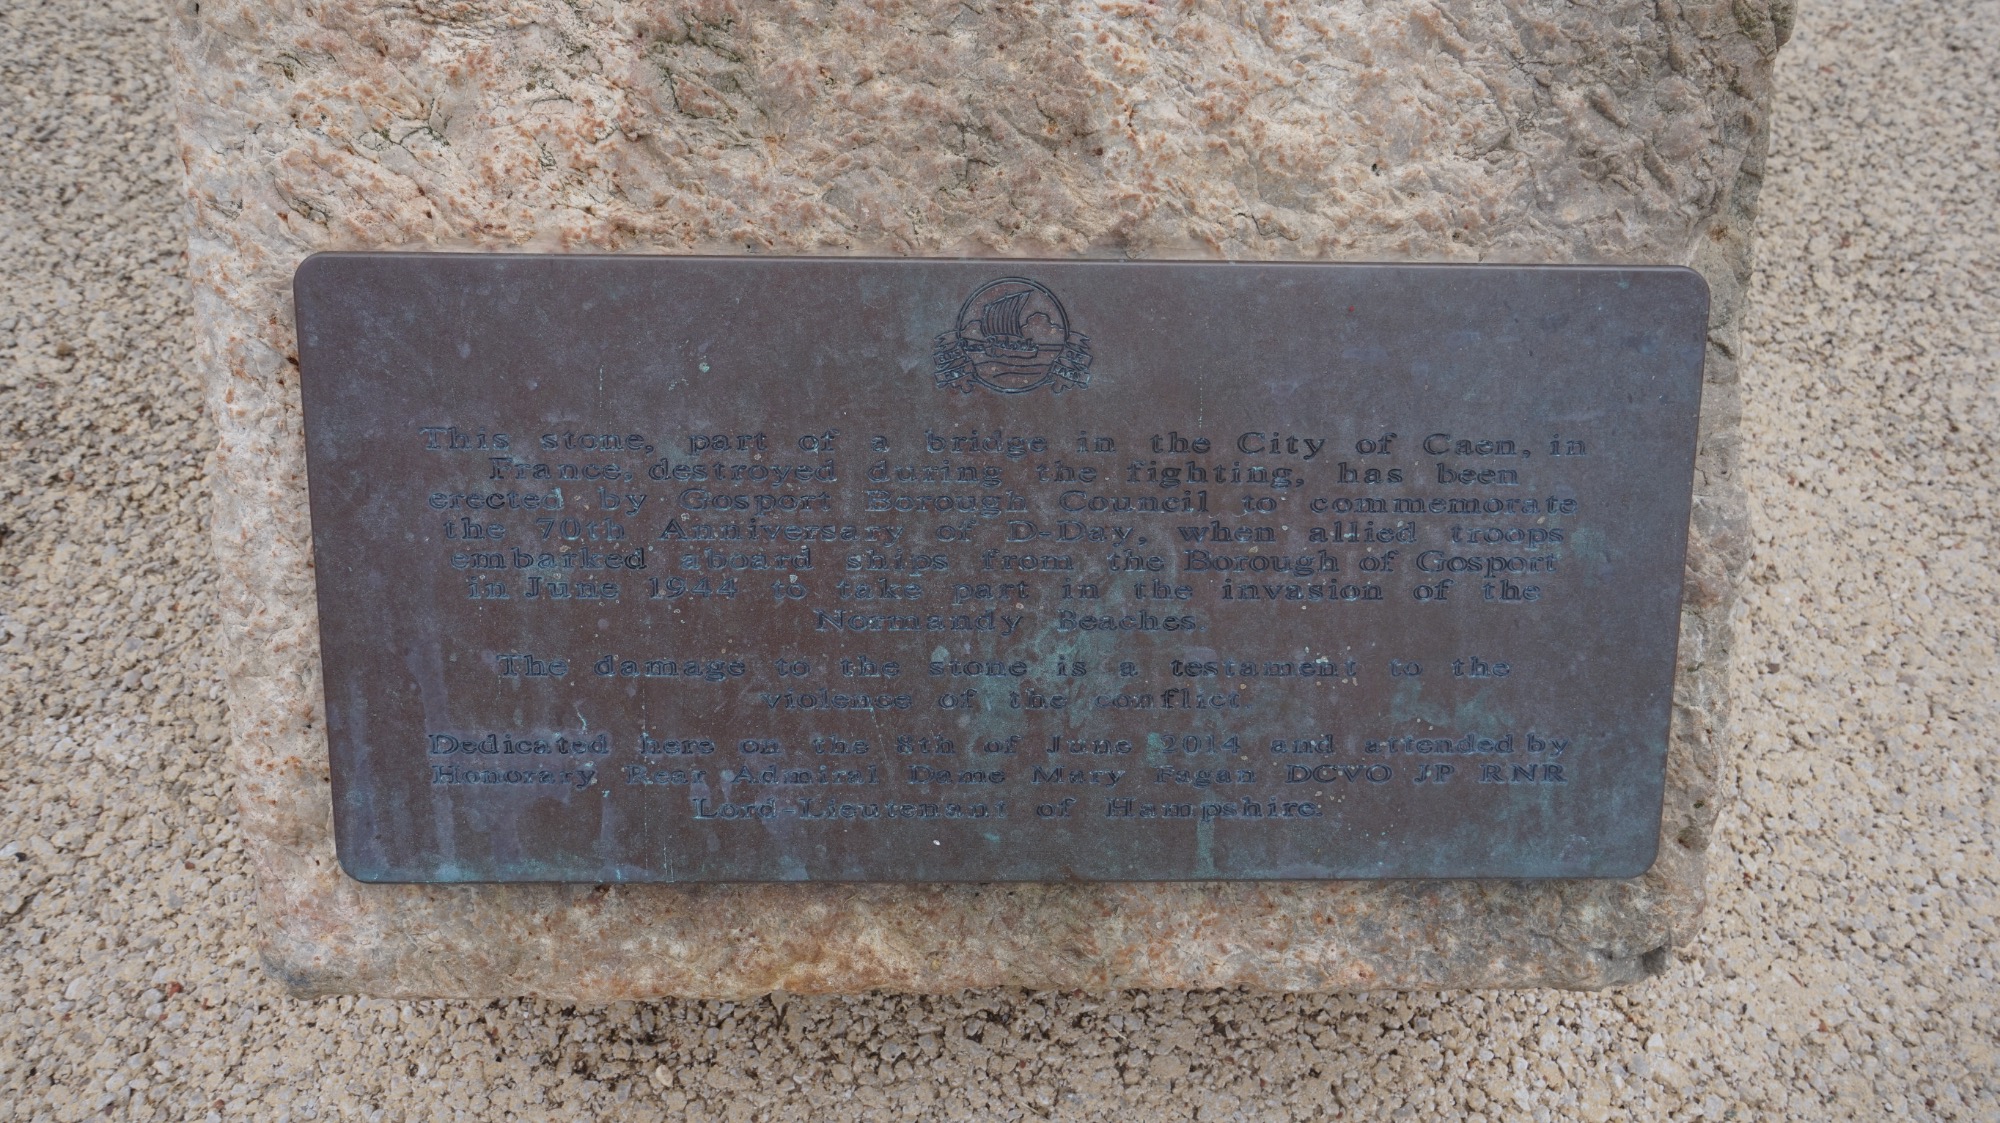 This stone, part of a bridge in the City of Caen, in
France, destroyed during the fighting, has been
erected by Gosport Borough Council to commemorate
the 70th Anniversary of D-Day, when allied troops
embarked aboard ships from the Borough of Gosport
in June 1944 to take part in the invasion of the
Normandy Beaches.
The damage to the stone is a testament to the
violence of the conflict.
Dedicated here on the 8th of June 2014 and attended by
Honorary Rear Admiral Dame Mary Fagan DCVO JP RNR
Lord-Lieutenant of Hampshire.